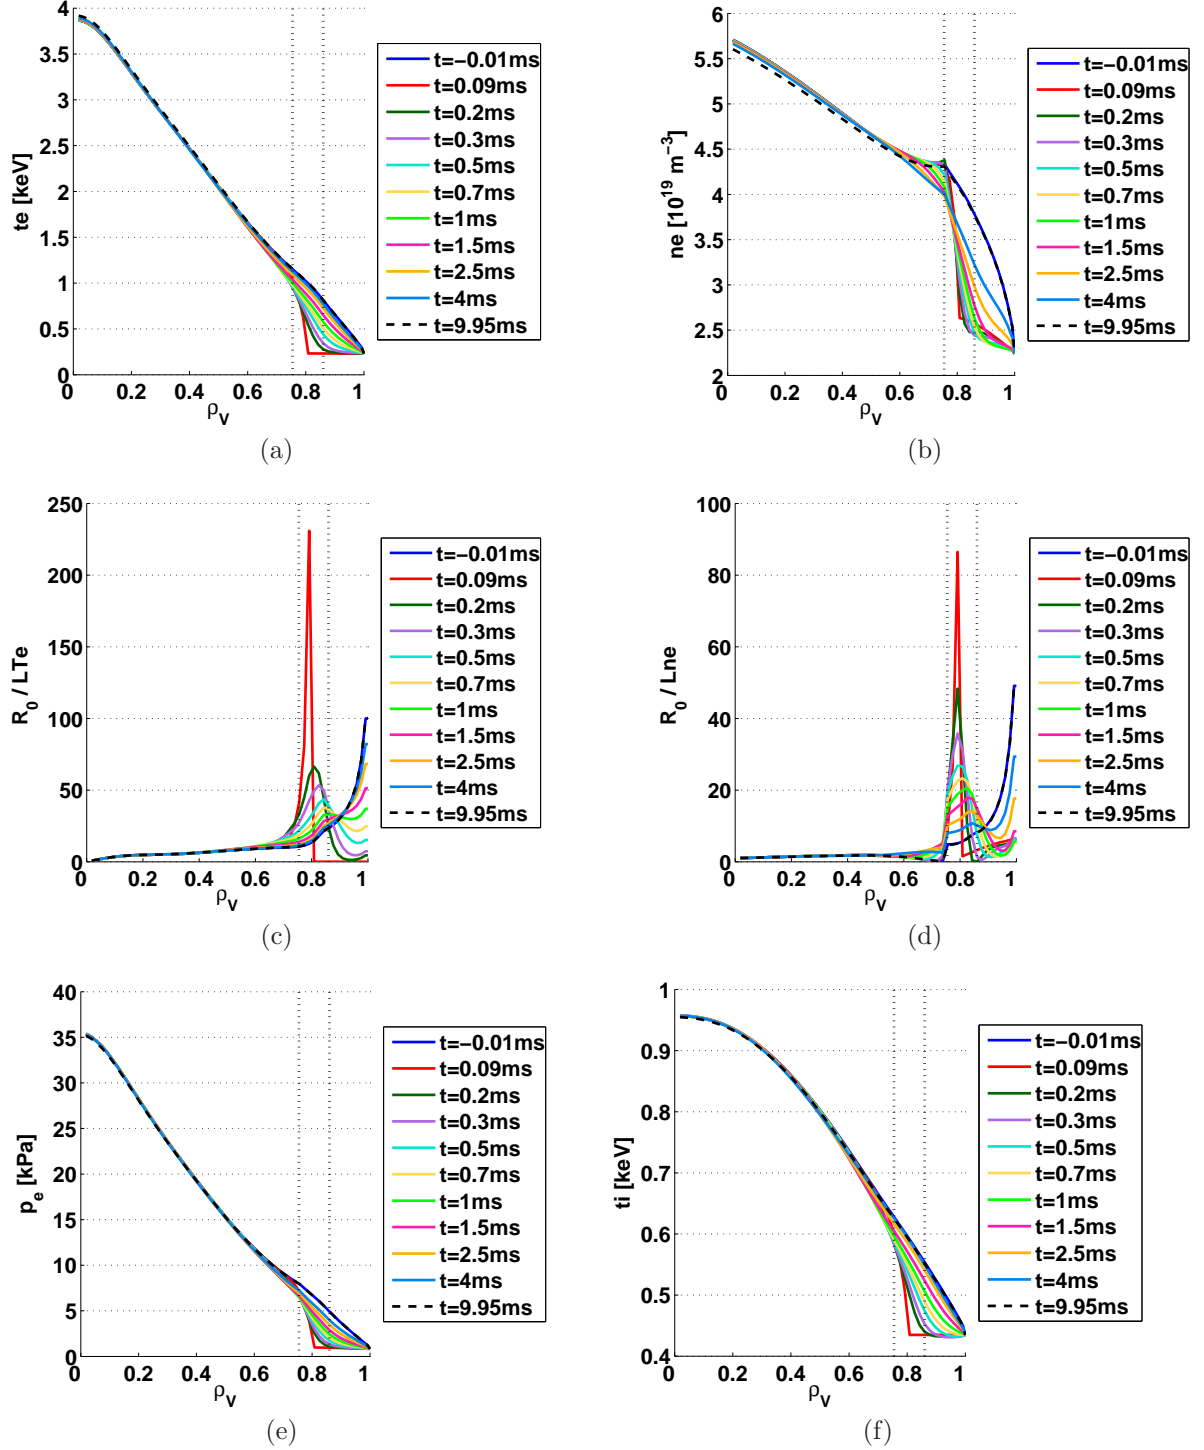 4
3.5
3
2.5
2
1.5
1
0.5
0
te [keV]
0 0.2 0.4 0.6 0.8 1
ρV
t=−0.01ms
t=0.09ms
t=0.2ms
t=0.3ms
t=0.5ms
t=0.7ms
t=1ms
t=1.5ms
t=2.5ms
t=4ms
t=9.95ms
(a)
6
5.5
5
4.5
4
3.5
3
2.5
2
ne [10^19 m^−3]
0 0.2 0.4 0.6 0.8 1
ρV
t=−0.01ms
t=0.09ms
t=0.2ms
t=0.3ms
t=0.5ms
t=0.7ms
t=1ms
t=1.5ms
t=2.5ms
t=4ms
t=9.95ms
(b)
250
200
150
100
50
0
R0 / LTe
0 0.2 0.4 0.6 0.8 1
ρV
t=−0.01ms
t=0.09ms
t=0.2ms
t=0.3ms
t=0.5ms
t=0.7ms
t=1ms
t=1.5ms
t=2.5ms
t=4ms
t=9.95ms
(c)
100
80
60
40
20
0
R0 / Lne
0 0.2 0.4 0.6 0.8 1
ρV
t=−0.01ms
t=0.09ms
t=0.2ms
t=0.3ms
t=0.5ms
t=0.7ms
t=1ms
t=1.5ms
t=2.5ms
t=4ms
t=9.95ms
(d)
40
35
30
25
20
15
10
5
0
pe [kPa]
0 0.2 0.4 0.6 0.8 1
ρV
t=−0.01ms
t=0.09ms
t=0.2ms
t=0.3ms
t=0.5ms
t=0.7ms
t=1ms
t=1.5ms
t=2.5ms
t=4ms
t=9.95ms
(e)
1
0.9
0.8
0.7
0.6
0.5
0.4
ti [keV]
0 0.2 0.4 0.6 0.8 1
ρV
t=−0.01ms
t=0.09ms
t=0.2ms
t=0.3ms
t=0.5ms
t=0.7ms
t=1ms
t=1.5ms
t=2.5ms
t=4ms
t=9.95ms
(f)